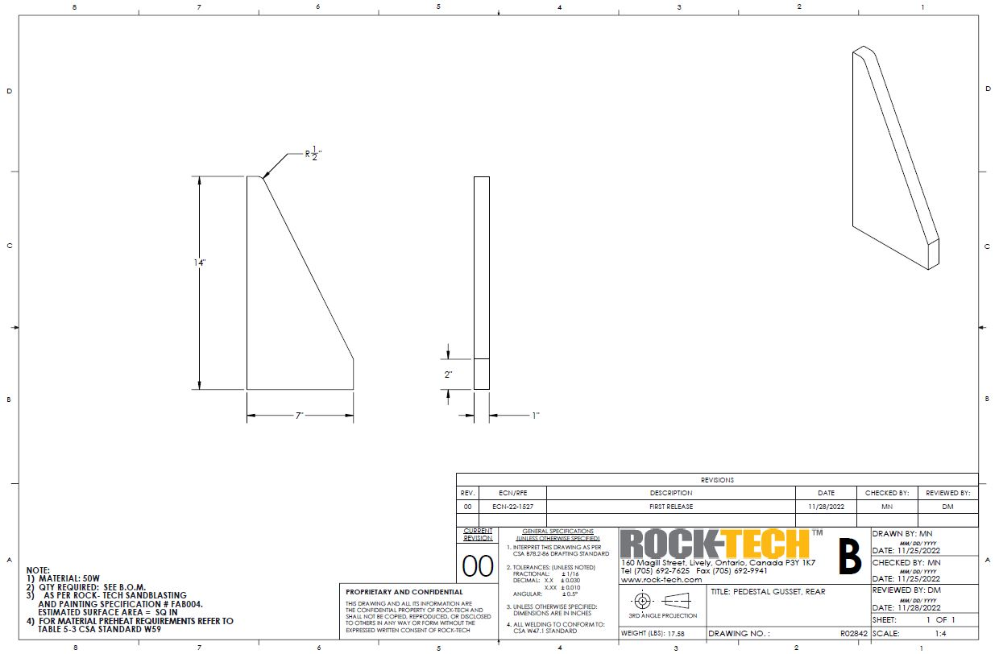 8 7 6 5 4 3 2 1
D D
C C
B B
A A
R 1/2"
14"
7"
2"
1"
REVISIONS
REV. ECN/RFE DESCRIPTION DATE CHECKED BY: REVIEWED BY:
00 ECN-22-1527 FIRST RELEASE 11/28/2022 MN DM
CURRENT
REVISION
00
GENERAL SPECIFICATIONS
(UNLESS OTHERWISE SPECIFIED)
1. INTERPRET THIS DRAWING AS PER
CSA B78.2-86 DRAFTING STANDARD
2. TOLERANCES: (UNLESS NOTED)
FRACTIONAL: ± 1/16
DECIMAL: X.X ± 0.030
X.XX ± 0.010
ANGULAR: ± 0.5°
3. UNLESS OTHERWISE SPECIFIED:
DIMENSIONS ARE IN INCHES
4. ALL WELDING TO CONFORM TO:
CSA W47.1 STANDARD
ROCK-TECH™
160 Magill Street, Lively, Ontario, Canada P3Y 1K7
Tel (705) 692-7625 Fax (705) 692-9941
www.rock-tech.com
B
DRAWN BY: MN
MM/ DD/ YYYY
DATE: 11/25/2022
CHECKED BY: MN
MM/ DD/ YYYY
DATE: 11/25/2022
REVIEWED BY: DM
MM/ DD/ YYYY
DATE: 11/28/2022
3RD ANGLE PROJECTION
TITLE: PEDESTAL GUSSET, REAR
SHEET: 1 OF 1
WEIGHT (LBS): 17.58
DRAWING NO. : R02842
SCALE: 1:4
PROPRIETARY AND CONFIDENTIAL
THIS DRAWING AND ALL ITS INFORMATION ARE
THE CONFIDENTIAL PROPERTY OF ROCK-TECH AND
SHALL NOT BE COPIED, REPRODUCED, OR DISCLOSED
TO OTHERS IN ANY WAY OR FORM WITHOUT THE
EXPRESSED WRITTEN CONSENT OF ROCK-TECH
NOTE:
1) MATERIAL: 50W
2) QTY REQUIRED: SEE B.O.M.
3) AS PER ROCK- TECH SANDBLASTING
AND PAINTING SPECIFICATION # FAB004.
ESTIMATED SURFACE AREA = SQ IN
4) FOR MATERIAL PREHEAT REQUIREMENTS REFER TO
TABLE 5-3 CSA STANDARD W59
8 7 6 5 4 3 2 1